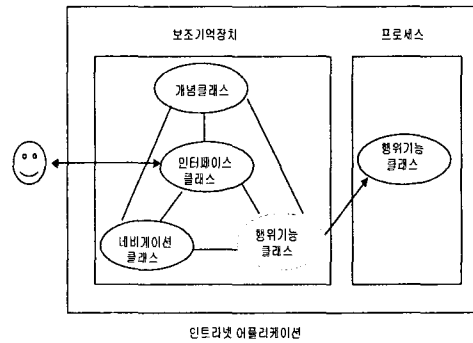 보조기억장치
프로세스
개념클래스
인터페이스
클래스
행위기능
클래스
네비게이션
클래스
행위기능
클래스
인트라넷 어플리케이션